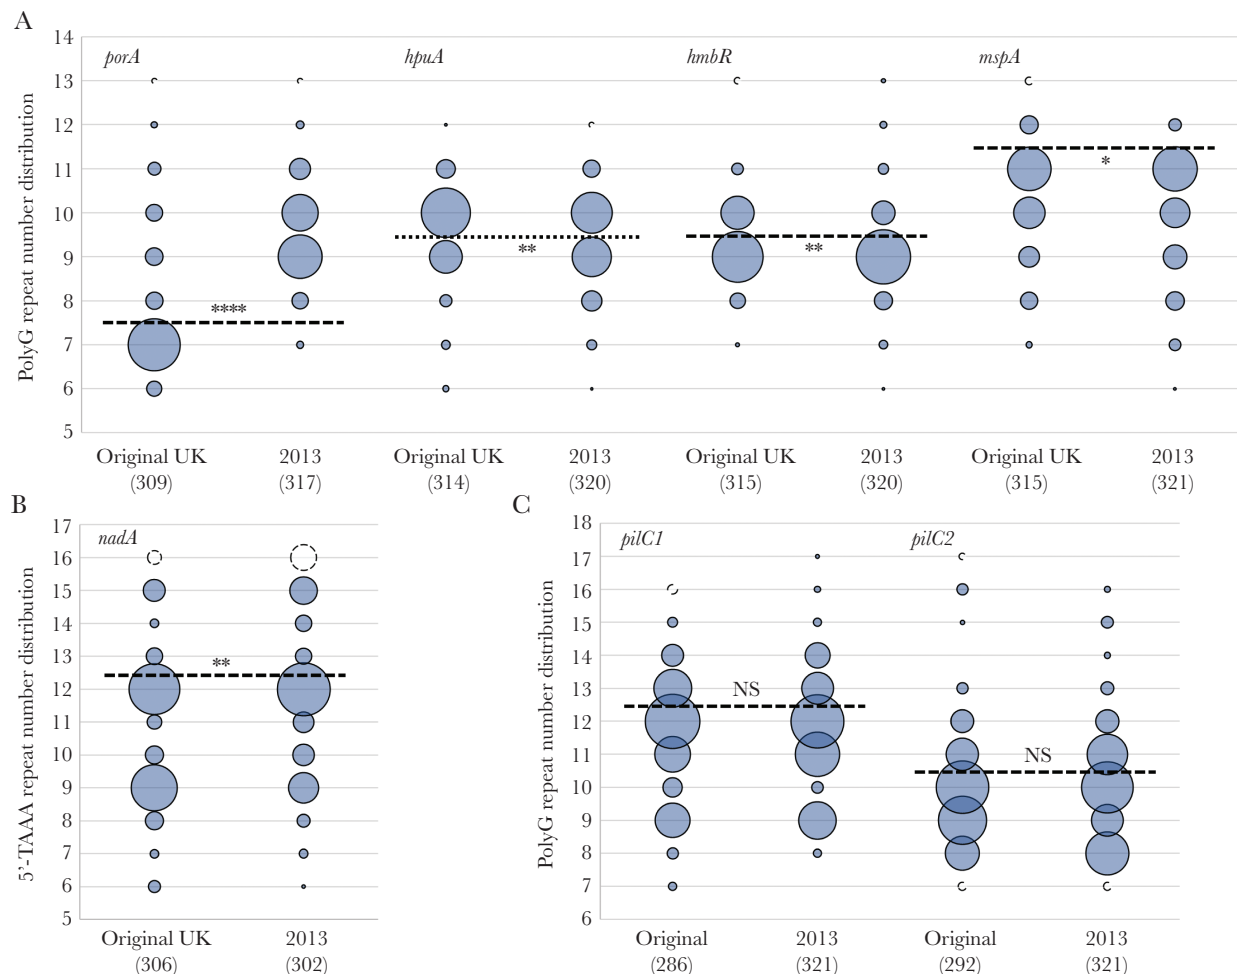 A
PolyG repeat number distribution
14
13
12
11
10
9
8
7
6
5
porA
hpuA
hmbR
mspA
****
**
**
*
Original UK 2013 Original UK 2013 Original UK 2013 Original UK 2013
(309) (317) (314) (320) (315) (320) (315) (321)
B
5’-TAAA repeat number distribution
17
16
15
14
13
12
11
10
9
8
7
6
5
nadA
**
Original UK 2013
(306) (302)
C
PolyG repeat number distribution
18
17
16
15
14
13
12
11
10
9
8
7
6
pilC1
pilC2
NS
NS
Original 2013 Original 2013
(286) (321) (292) (321)